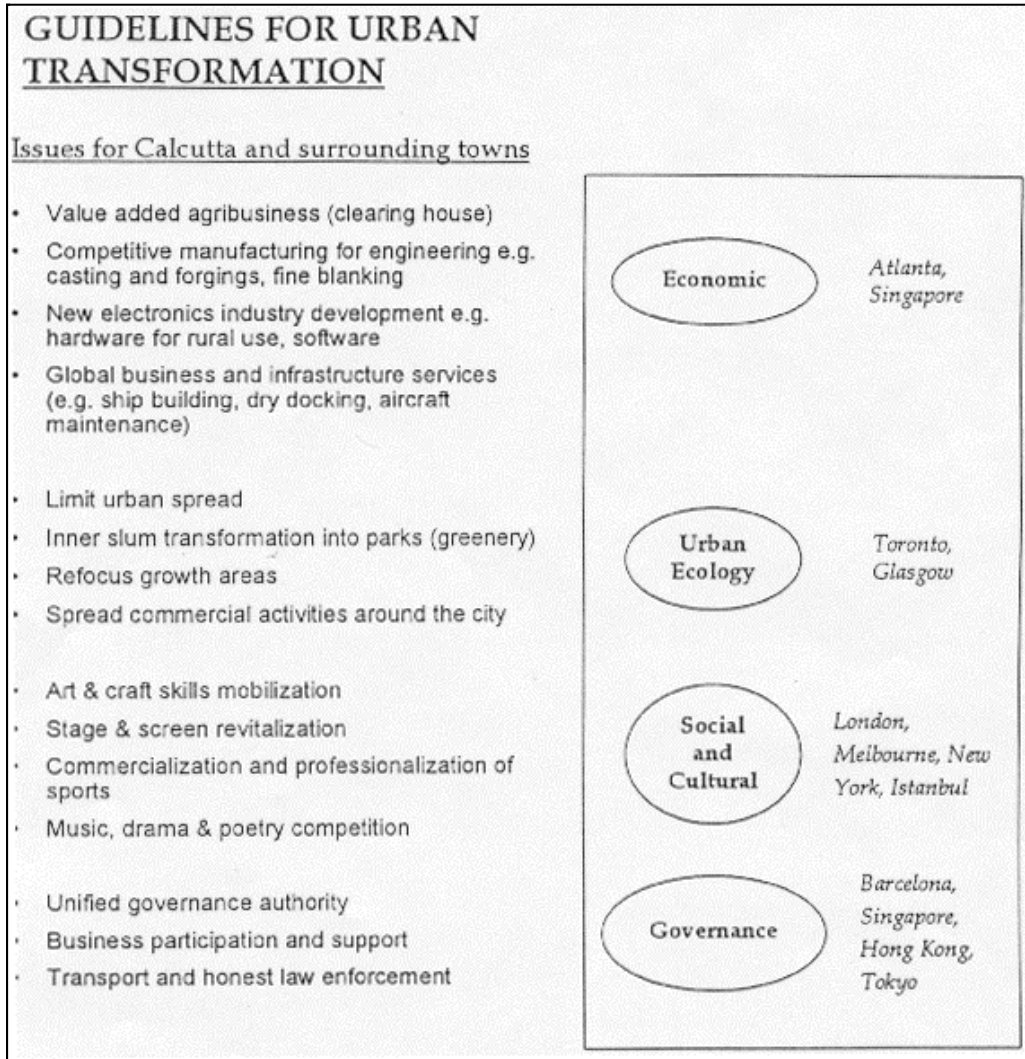 GUIDELINES FOR URBAN
TRANSFORMATION
Issues for Calcutta and surrounding towns
• Value added agribusiness (clearing house)
• Competitive manufacturing for engineering e.g.
casting and forgings, fine blanking
• New electronics industry development e.g.
hardware for rural use, software
• Global business and infrastructure services
(e.g. ship building, dry docking, aircraft
maintenance)
Economic
Atlanta,
Singapore
• Limit urban spread
• Inner slum transformation into parks (greenery)
• Refocus growth areas
• Spread commercial activities around the city
Urban
Ecology
Toronto,
Glasgow
• Art & craft skills mobilization
• Stage & screen revitalization
• Commercialization and professionalization of
sports
• Music, drama & poetry competition
Social
and
Cultural
London,
Melbourne, New
York, Istanbul
• Unified governance authority
• Business participation and support
• Transport and honest law enforcement
Governance
Barcelona,
Singapore,
Hong Kong,
Tokyo